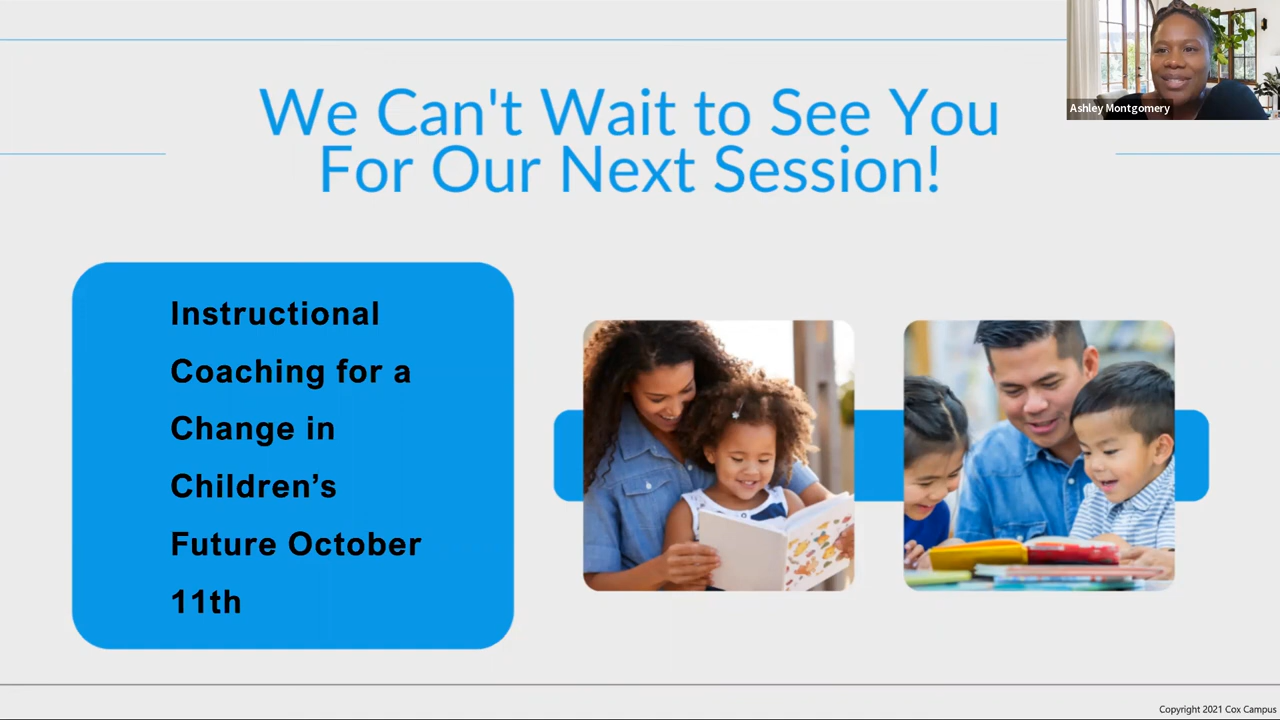 We Can't Wait to See You
For Our Next Session!
Ashley Montgomery
Instructional
Coaching for a
Change in
Children’s
Future October
11th
Copyright 2021 Cox Campus